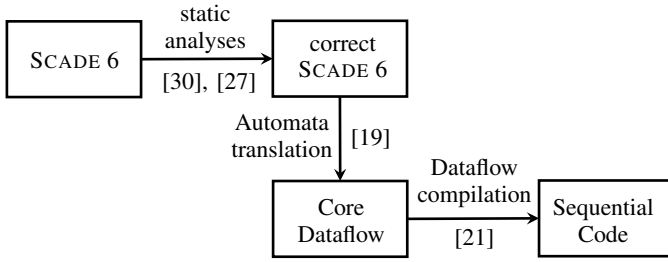 static
analyses
SCADE 6
[30], [27]
correct
SCADE 6
Automata
translation
[19]
Core
Dataflow
Dataflow
compilation
[21]
Sequential
Code